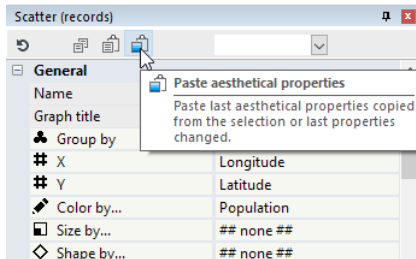 Scatter (records)
General
Name
Graph title
Group by
X Longitude
Y Latitude
Color by... Population
Size by... ## none ##
Shape by... ## none ##
Paste aesthetical properties
Paste last aesthetical properties copied
from the selection or last properties
changed.